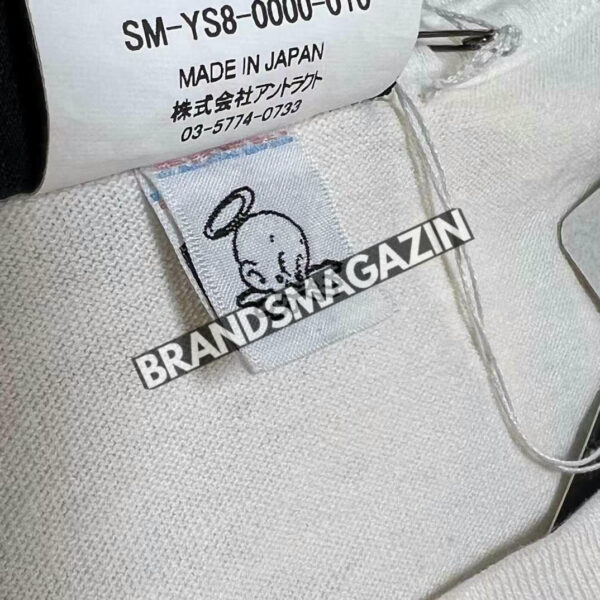 SM-YS8-0000-010
MADE IN JAPAN
株式会社アントラクト
03-5774-0733
BRANDSMAGAZIN